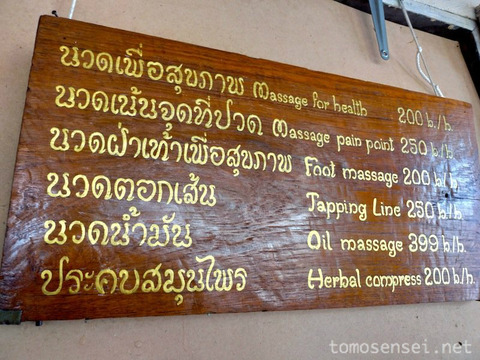 นวดเพื่อสุขภาพ Massage for health 200 b./h.
นวดเน้นจุดที่ปวด Massage pain point 250 b./h.
นวดฝ่าเท้าเพื่อสุขภาพ Foot massage 200 b./h.
นวดตอกเส้น Tapping Line 250 b./h.
นวดน้ำมัน Oil massage 399 b/h.
ประคบสมุนไพร Herbal compress 200 b/h.
tomosensei.net